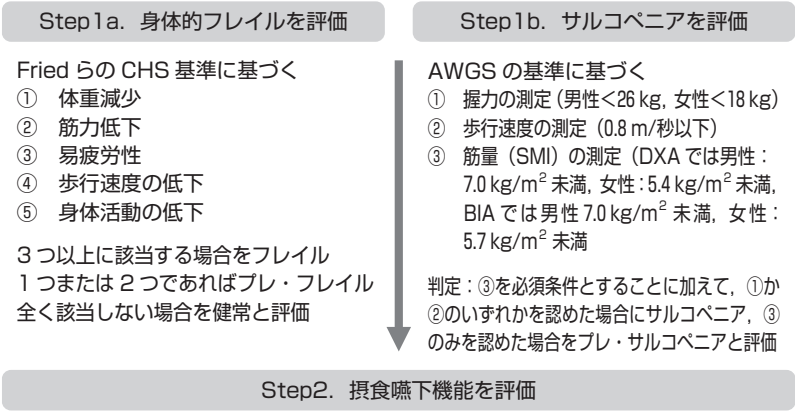 Step1a．身体的フレイルを評価
Fried らの CHS 基準に基づく
①　体重減少
②　筋力低下
③　易疲労性
④　歩行速度の低下
⑤　身体活動の低下
3 つ以上に該当する場合をフレイル
1 つまたは 2 つであればプレ・フレイル
全く該当しない場合を健常と評価
Step1b．サルコペニアを評価
AWGS の基準に基づく
①　握力の測定（男性<26 kg，女性<18 kg）
②　歩行速度の測定（0.8 m/秒以下）
③　筋量（SMI）の測定（DXA では男性：
7.0 kg/m² 未満，女性：5.4 kg/m² 未満，
BIA では男性 7.0 kg/m² 未満，女性：
5.7 kg/m² 未満
判定：③を必須条件とすることに加えて，①か
②のいずれかを認めた場合にサルコペニア，③
のみを認めた場合をプレ・サルコペニアと評価
Step2．摂食嚥下機能を評価